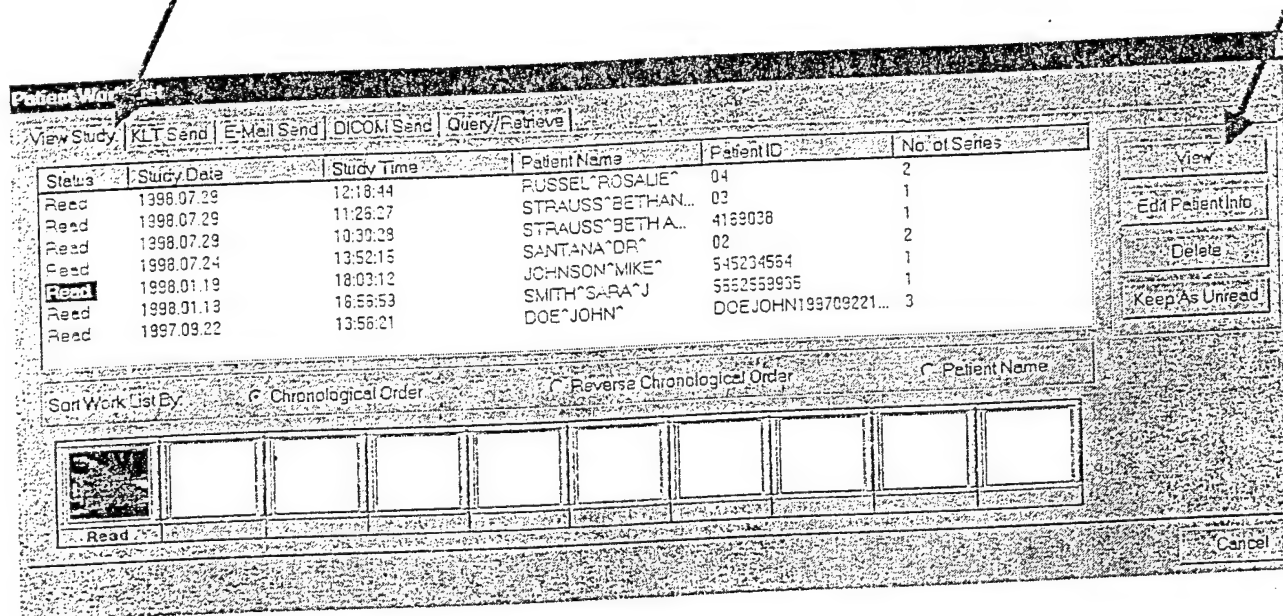 Patient Work List
View Study KLT Send E-Mail Send DICOM Send Query/Retrieve
Status Study Date Study Time Patient Name Patient ID No. of Series
Read 1998.07.29 12:18:44 RUSSEL^ROSALIE^ 04 2
Read 1998.07.29 11:26:27 STRAUSS^BETHAN... 03 1
Read 1998.07.29 10:39:29 STRAUSS^BETH A... 4169038 1
Read 1998.07.24 13:52:15 SANTANA^DR^ 02 2
Read 1998.01.19 18:03:12 JOHNSON^MIKE^ 545234564 1
Read 1998.01.13 16:56:53 SMITH^SARA^J 5552559935 1
Read 1997.09.22 13:56:21 DOE^JOHN^ DOEJOHN199709221... 3
View
Edit Patient Info
Delete
Keep As Unread
Sort Work List By: Chronological Order Reverse Chronological Order Patient Name
Read
Cancel